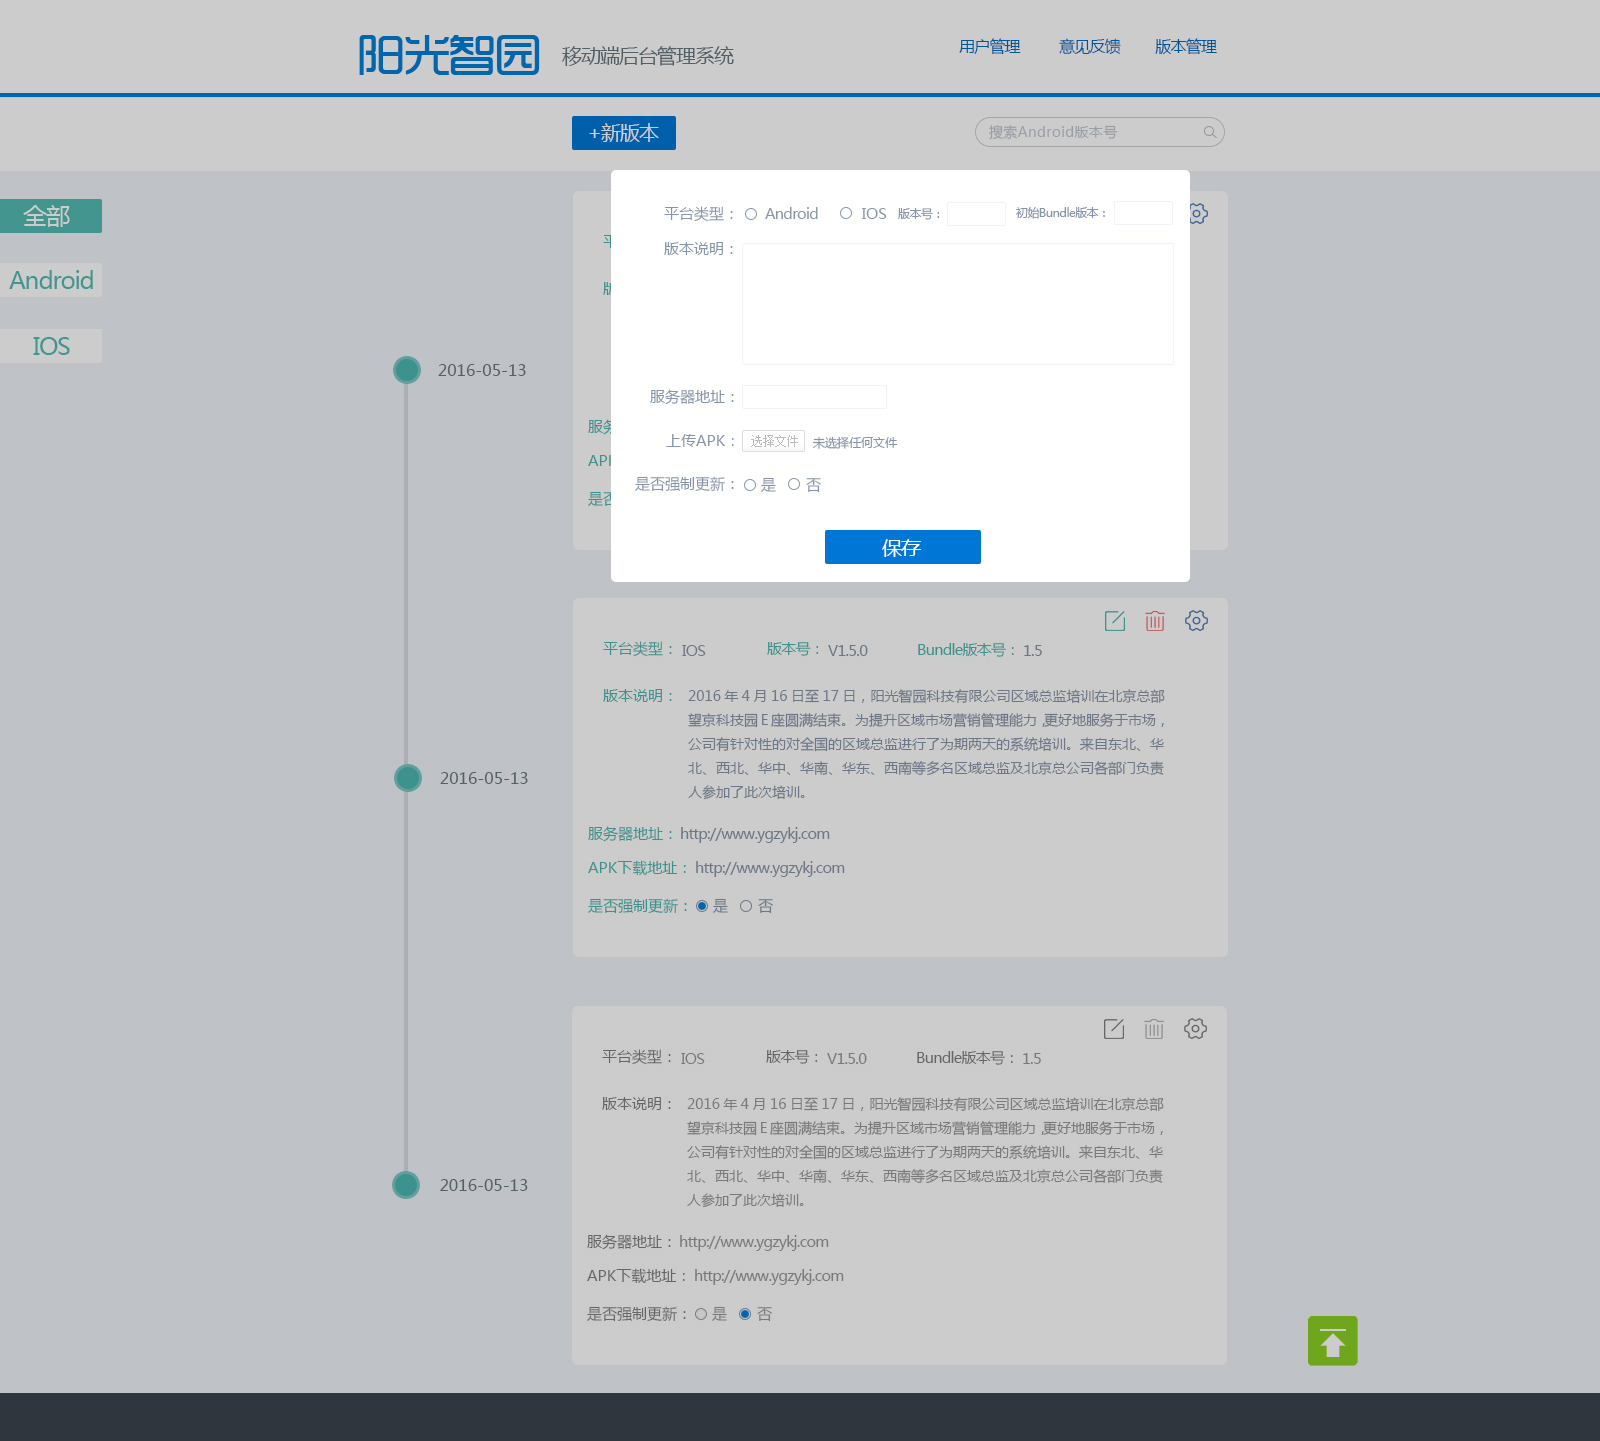 阳光智园 移动端后台管理系统 用户管理 意见反馈 版本管理
+新版本 搜索Android版本号
全部
Android
IOS
平台类型： Android IOS 版本号： 初始Bundle版本：
版本说明：
服务器地址：
上传APK： 选择文件 未选择任何文件
是否强制更新： 是 否
保存
平
版
服务
AP
是否
2016-05-13
平台类型： IOS 版本号： V1.5.0 Bundle版本号： 1.5
版本说明： 2016 年 4 月 16 日至 17 日，阳光智园科技有限公司区域总监培训在北京总部
望京科技园 E 座圆满结束。为提升区域市场营销管理能力 ,更好地服务于市场，
公司有针对性的对全国的区域总监进行了为期两天的系统培训。来自东北、华
北、西北、华中、华南、华东、西南等多名区域总监及北京总公司各部门负责
人参加了此次培训。
2016-05-13
服务器地址： http://www.ygzykj.com
APK下载地址： http://www.ygzykj.com
是否强制更新： 是 否
平台类型： IOS 版本号： V1.5.0 Bundle版本号： 1.5
版本说明： 2016 年 4 月 16 日至 17 日，阳光智园科技有限公司区域总监培训在北京总部
望京科技园 E 座圆满结束。为提升区域市场营销管理能力 ,更好地服务于市场，
公司有针对性的对全国的区域总监进行了为期两天的系统培训。来自东北、华
北、西北、华中、华南、华东、西南等多名区域总监及北京总公司各部门负责
人参加了此次培训。
2016-05-13
服务器地址： http://www.ygzykj.com
APK下载地址： http://www.ygzykj.com
是否强制更新： 是 否